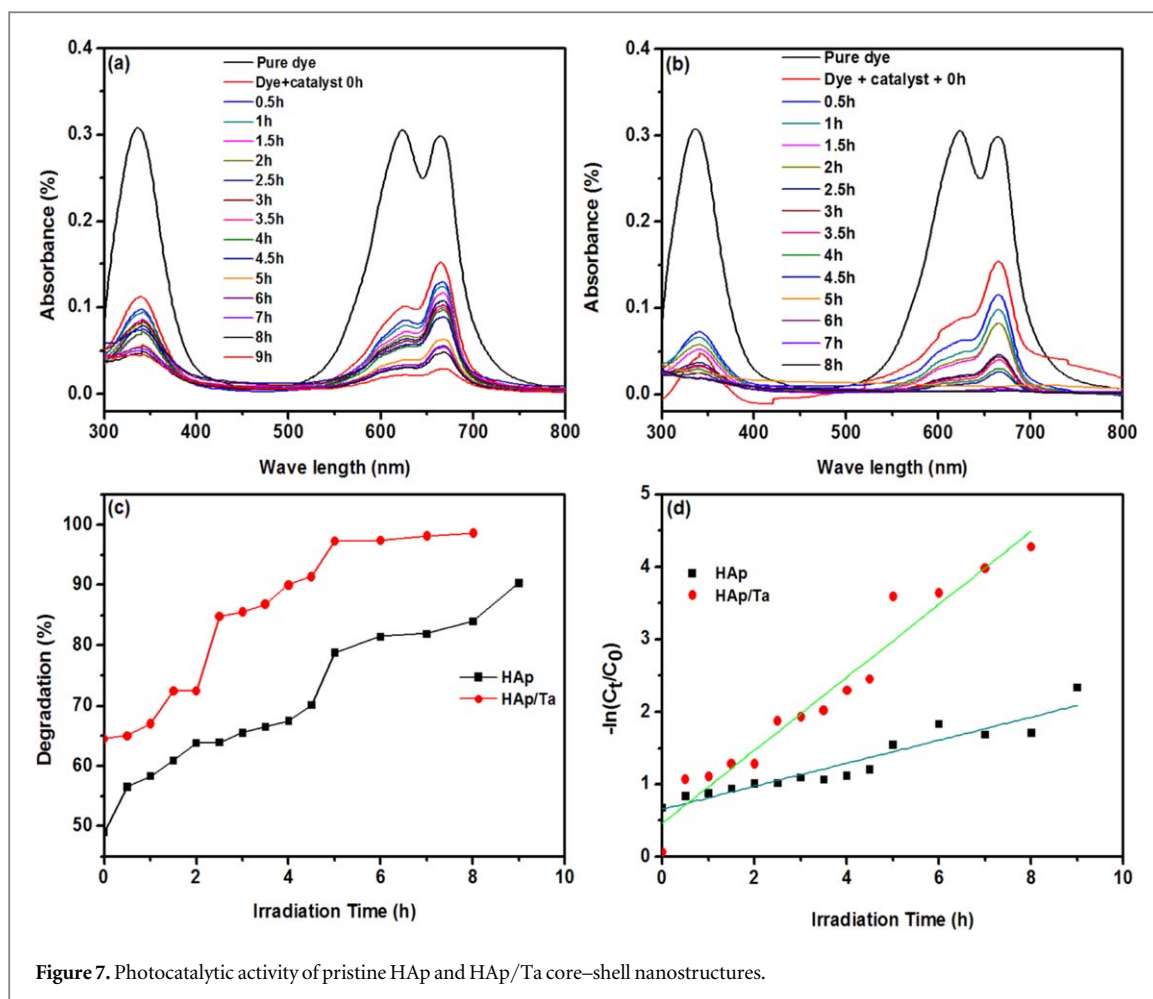 (a)
Pure dye
Dye+catalyst 0h
0.5h
1h
1.5h
2h
2.5h
3h
3.5h
4h
4.5h
5h
6h
7h
8h
9h
0.4
0.3
0.2
0.1
0.0
Absorbance (%)
300 400 500 600 700 800
Wave length (nm)
(b)
Pure dye
Dye + catalyst + 0h
0.5h
1h
1.5h
2h
2.5h
3h
3.5h
4h
4.5h
5h
6h
7h
8h
0.4
0.3
0.2
0.1
0.0
Absorbance (%)
300 400 500 600 700 800
Wave length (nm)
(c)
100
90
80
70
60
50
Degradation (%)
HAp
HAp/Ta
0 2 4 6 8 10
Irradiation Time (h)
(d)
5
4
3
2
1
0
-ln(Ct/C0)
HAp
HAp/Ta
0 2 4 6 8 10
Irradiation Time (h)
Figure 7. Photocatalytic activity of pristine HAp and HAp/Ta core–shell nanostructures.